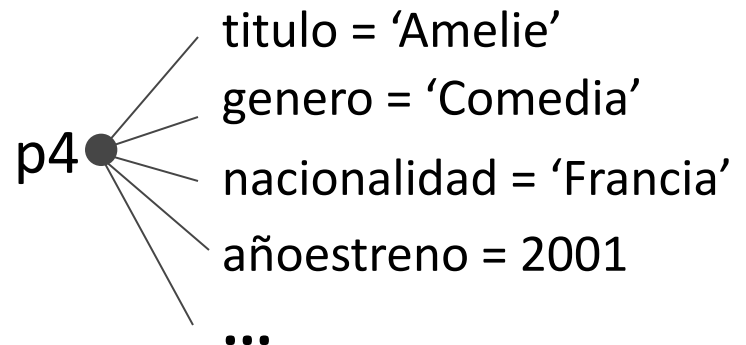 titulo = ‘Amelie’
genero = ‘Comedia’
p4
nacionalidad = ‘Francia’
añoestreno = 2001
...